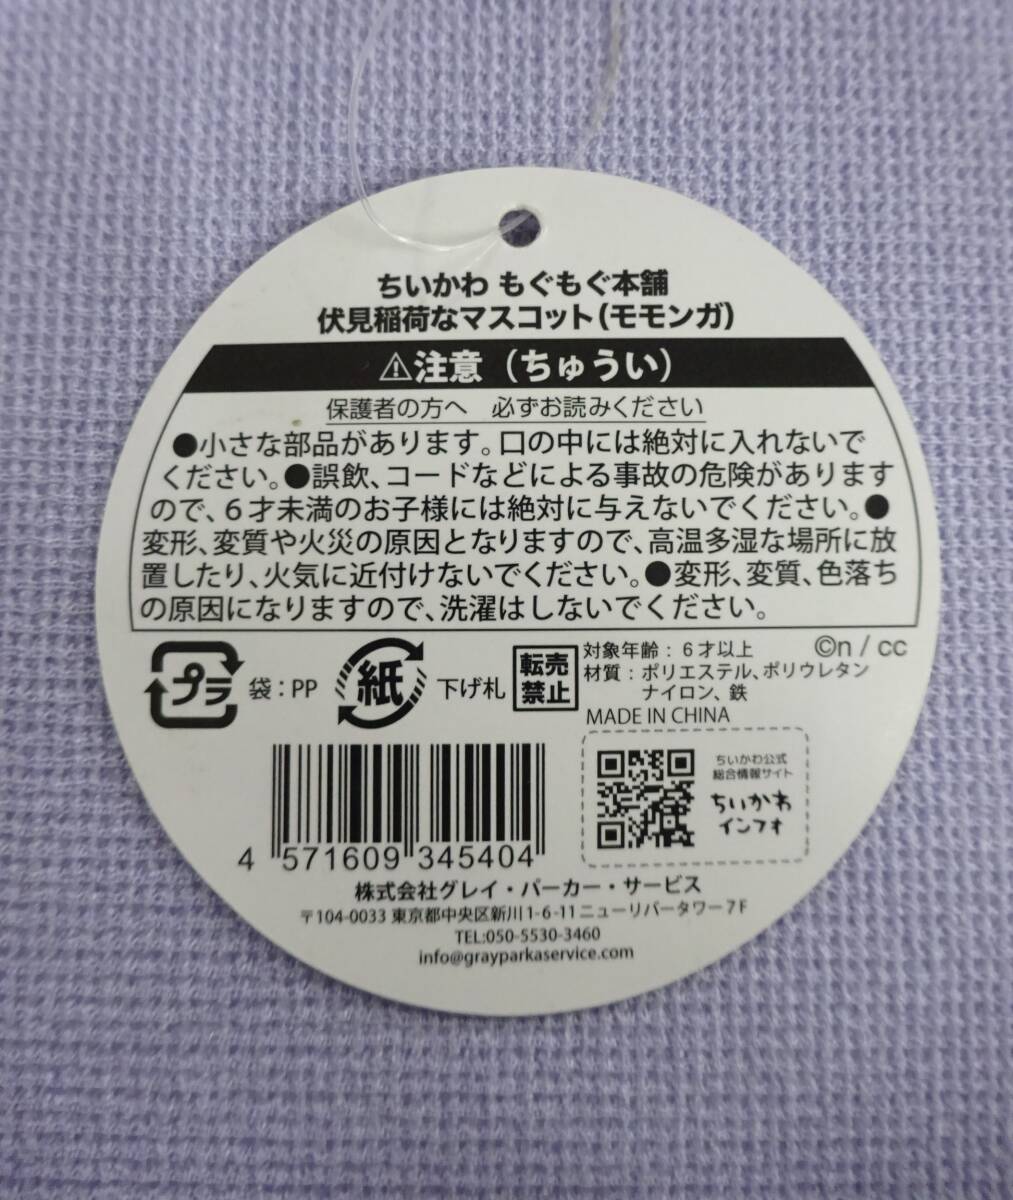 ちいかわ もぐもぐ本舗
伏見稲荷なマスコット(モモンガ)
⚠注意（ちゅうい）
保護者の方へ 必ずお読みください
●小さな部品があります。口の中には絶対に入れないで
ください。●誤飲、コードなどによる事故の危険があります
ので、６才未満のお子様には絶対に与えないでください。●
変形、変質や火災の原因となりますので、高温多湿な場所に放
置したり、火気に近付けないでください。●変形、変質、色落ち
の原因になりますので、洗濯はしないでください。
プラ 袋：PP 紙 下げ札 転売
禁止
対象年齢：６才以上 ©n / cc
材質：ポリエステル、ポリウレタン
ナイロン、鉄
MADE IN CHINA
ちいかわ公式
総合情報サイト
ちいかわ
インフォ
4 571609 345404
株式会社グレイ・パーカー・サービス
〒104-0033 東京都中央区新川1-6-11ニューリバータワー7F
TEL:050-5530-3460
info@grayparkaservice.com